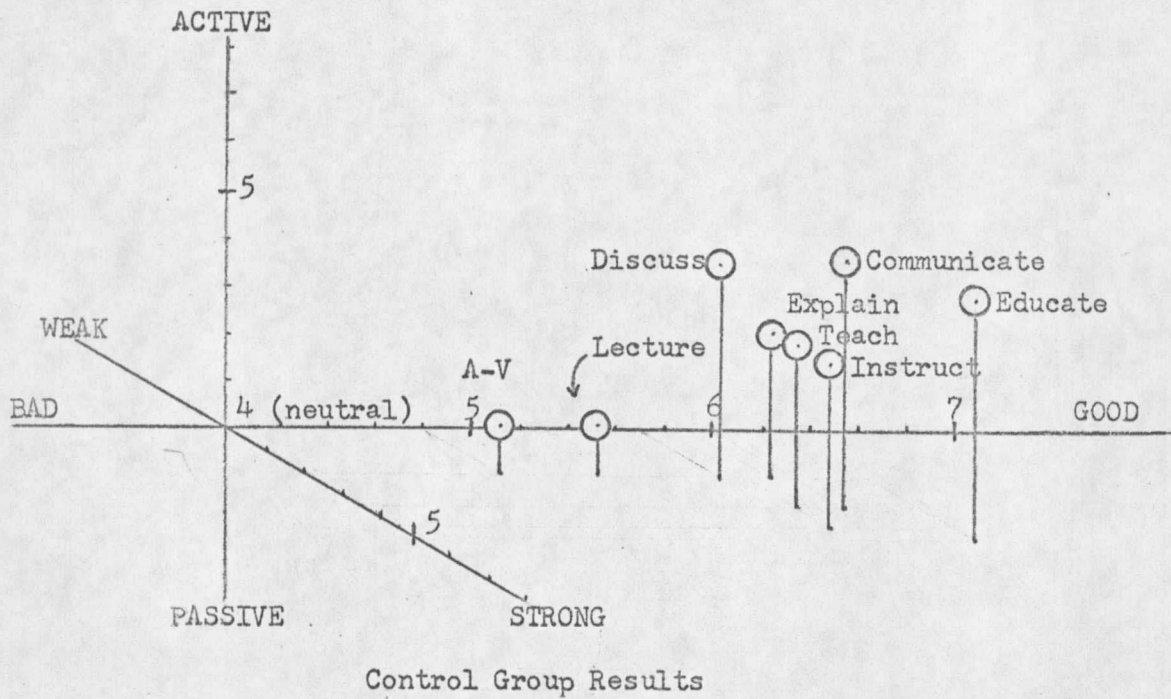 ACTIVE
5
Discuss
Communicate
Explain
Educate
WEAK
Lecture
Teach
A-V
Instruct
BAD
4 (neutral)
5
6
7
GOOD
5
PASSIVE
STRONG
Control Group Results